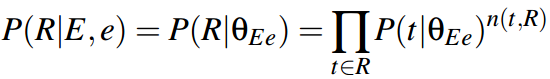 P(R|E,e) = P(R|θ_{Ee}) = ∏_{t∈R} P(t|θ_{Ee})^{n(t,R)}